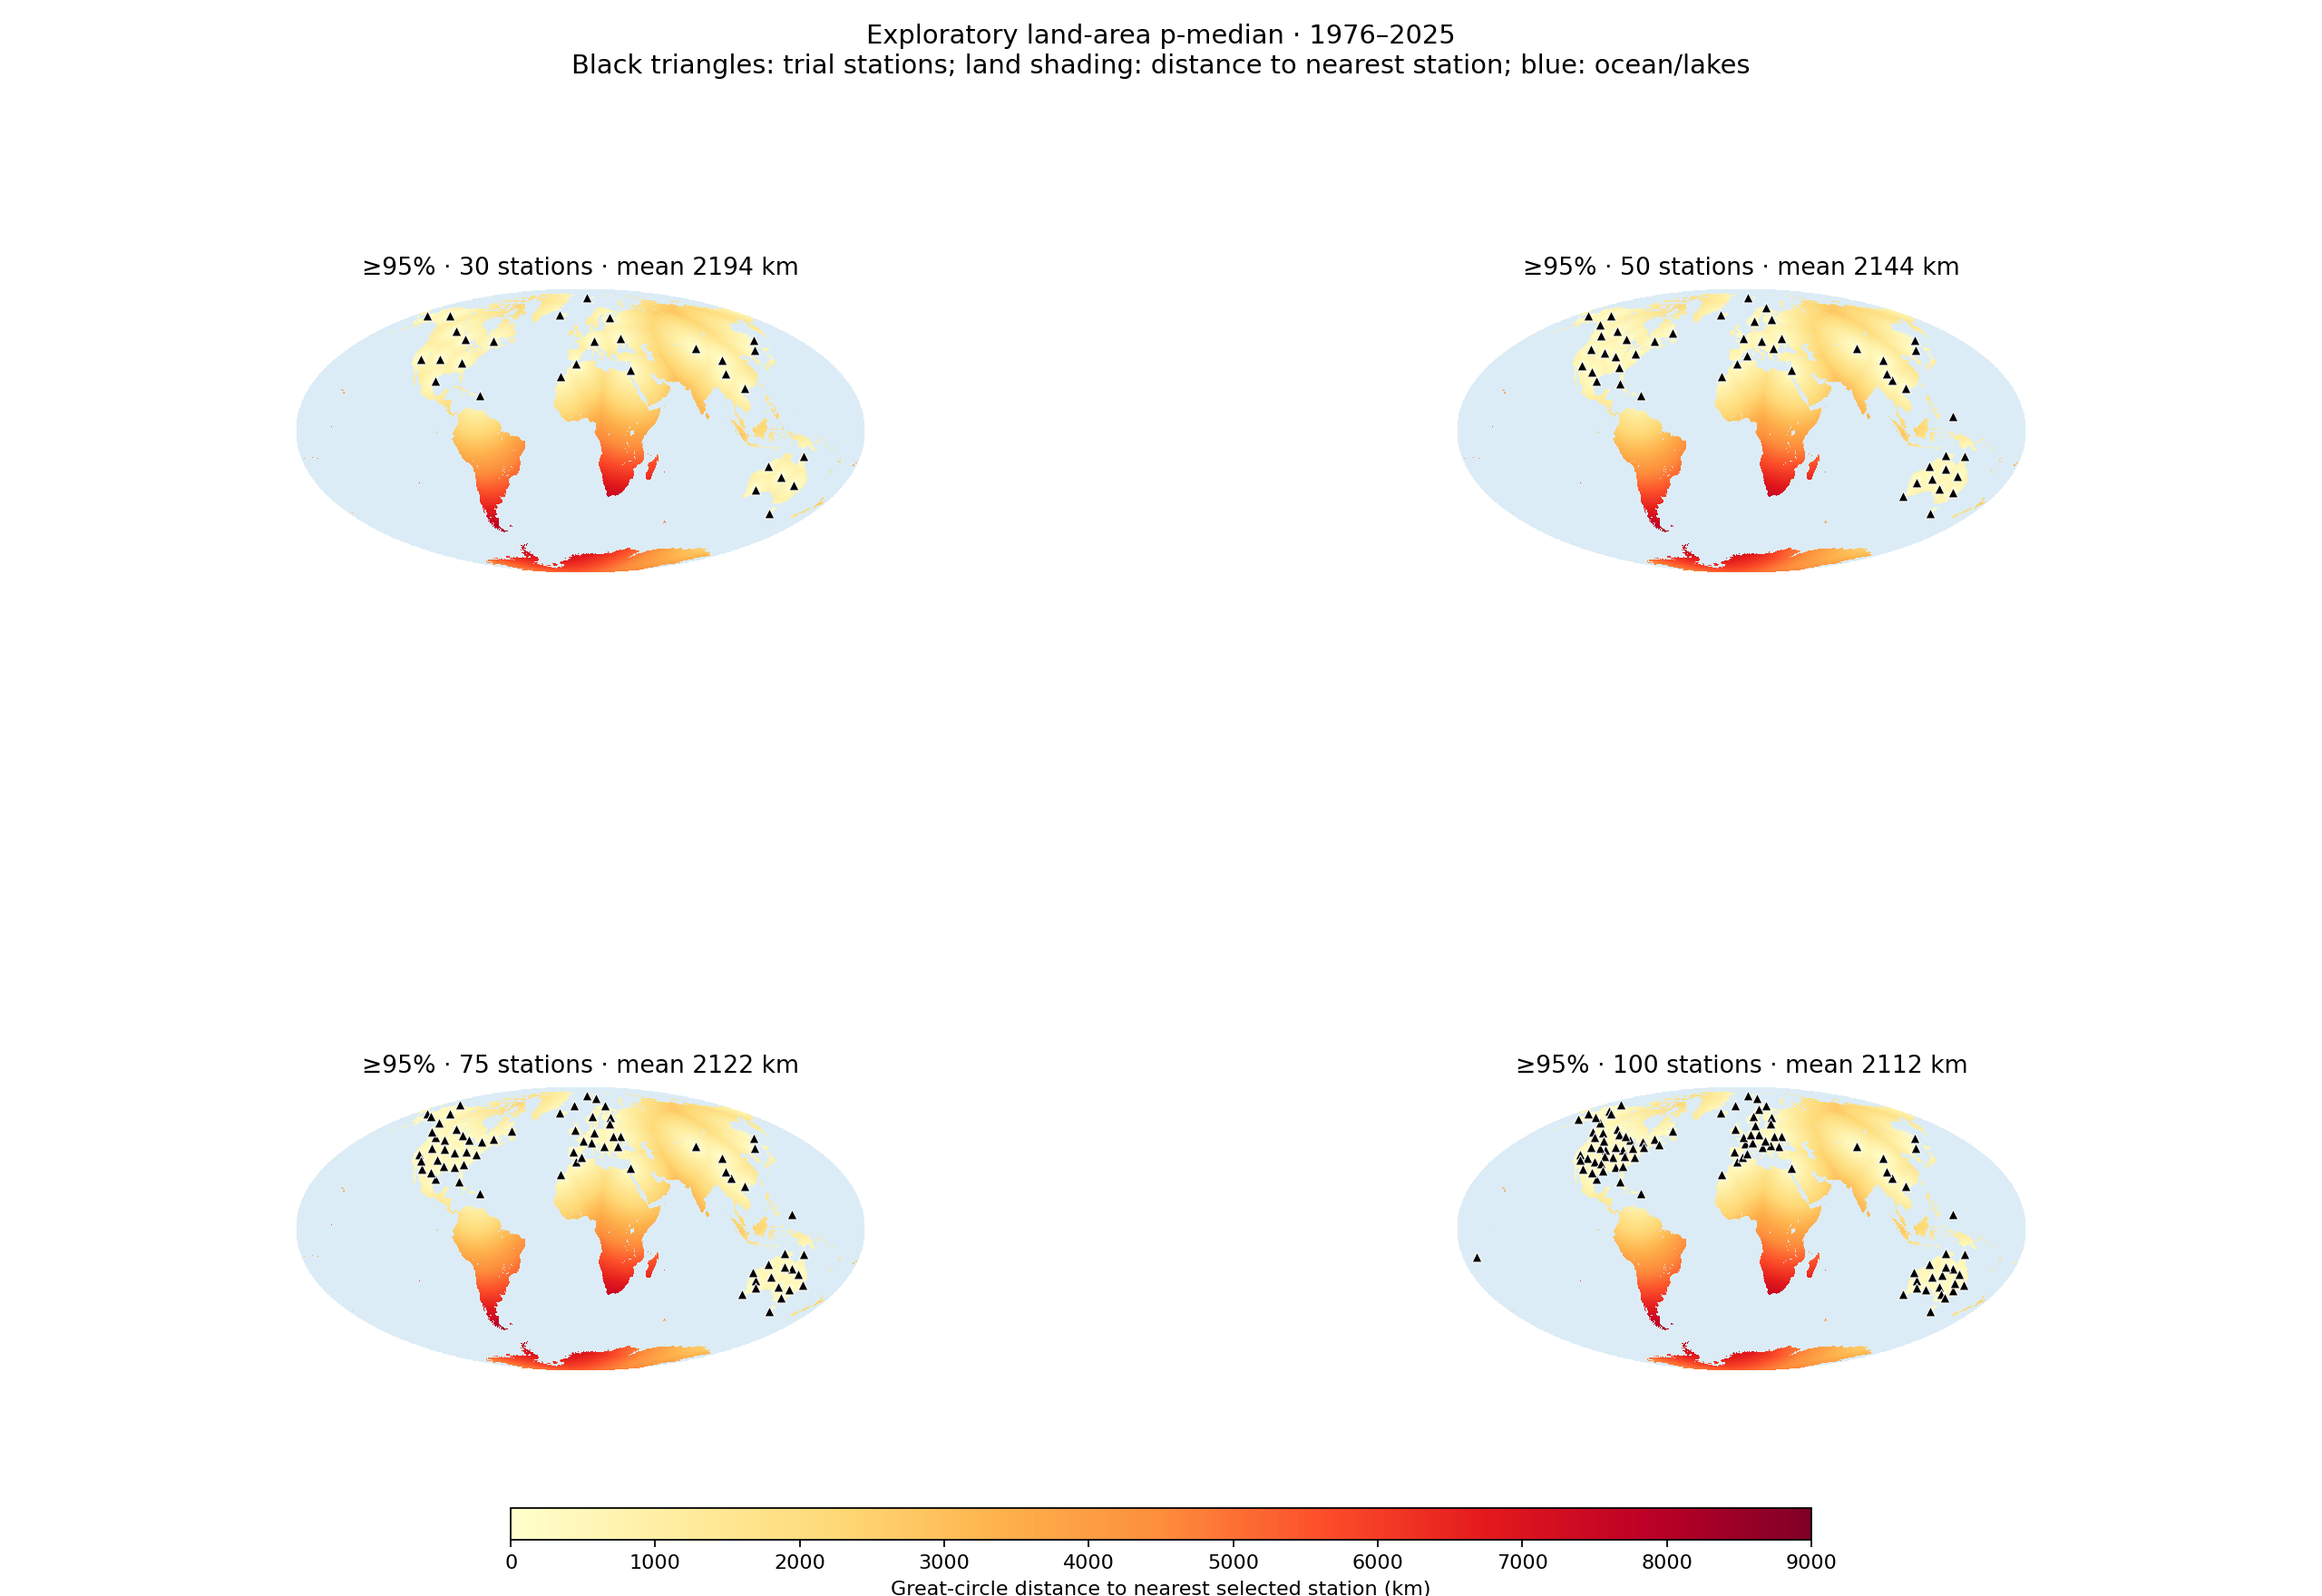 Exploratory land-area p-median · 1976–2025
Black triangles: trial stations; land shading: distance to nearest station; blue: ocean/lakes
≥95% · 30 stations · mean 2194 km
≥95% · 50 stations · mean 2144 km
≥95% · 75 stations · mean 2122 km
≥95% · 100 stations · mean 2112 km
0 1000 2000 3000 4000 5000 6000 7000 8000 9000
Great-circle distance to nearest selected station (km)